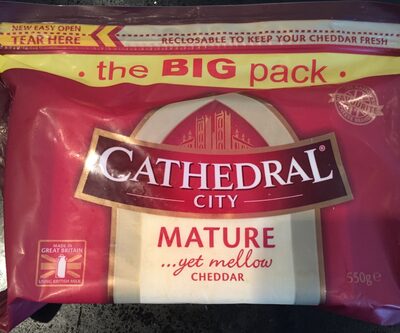 NEW EASY OPEN
TEAR HERE
RECLOSABLE TO KEEP YOUR CHEDDAR FRESH
· the BIG pack ·
CATHEDRAL®
CITY
MATURE
...yet mellow
CHEDDAR
MADE IN
GREAT BRITAIN
USING BRITISH MILK
550g℮